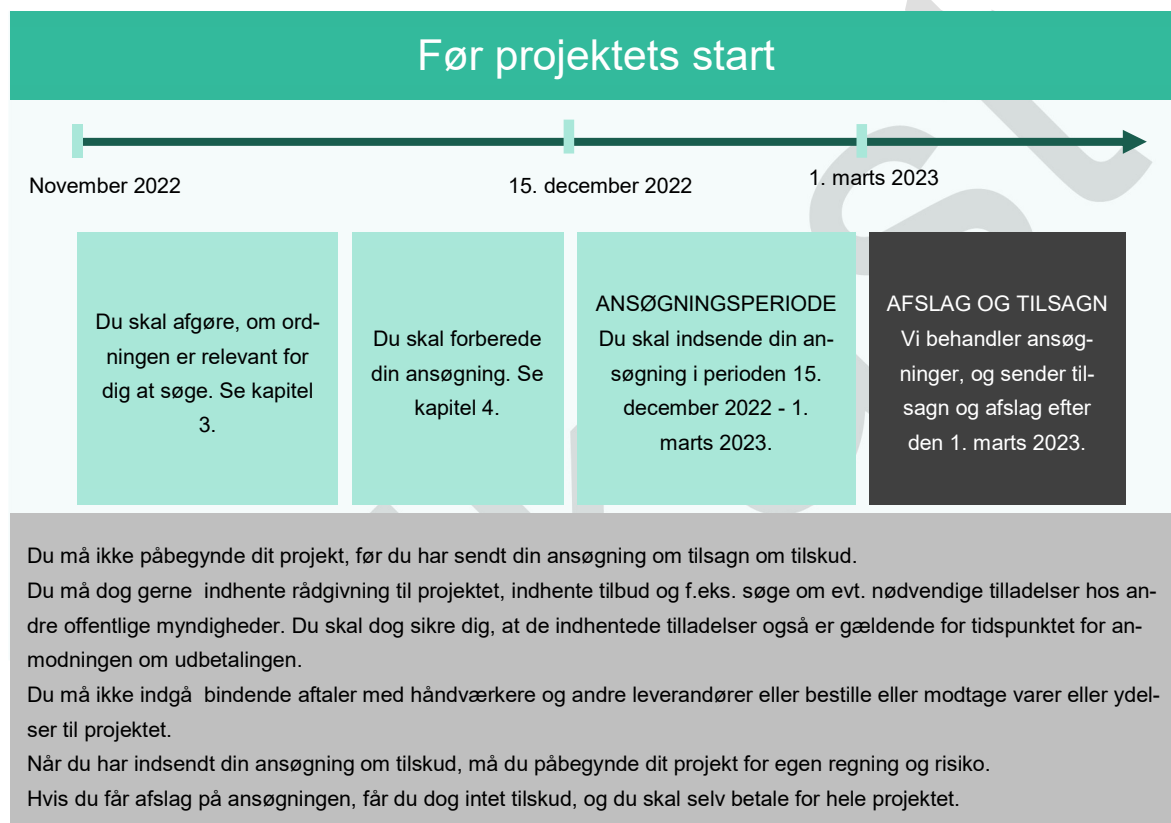 Før projektets start
November 2022
15. december 2022
1. marts 2023
Du skal afgøre, om ord-
ningen er relevant for
dig at søge. Se kapitel
3.
Du skal forberede
din ansøgning. Se
kapitel 4.
ANSØGNINGSPERIODE
Du skal indsende din an-
søgning i perioden 15.
december 2022 - 1.
marts 2023.
AFSLAG OG TILSAGN
Vi behandler ansøg-
ninger, og sender til-
sagn og afslag efter
den 1. marts 2023.
Du må ikke påbegynde dit projekt, før du har sendt din ansøgning om tilsagn om tilskud.
Du må dog gerne  indhente rådgivning til projektet, indhente tilbud og f.eks. søge om evt. nødvendige tilladelser hos an-
dre offentlige myndigheder. Du skal dog sikre dig, at de indhentede tilladelser også er gældende for tidspunktet for an-
modningen om udbetalingen.
Du må ikke indgå  bindende aftaler med håndværkere og andre leverandører eller bestille eller modtage varer eller ydel-
ser til projektet.
Når du har indsendt din ansøgning om tilskud, må du påbegynde dit projekt for egen regning og risiko.
Hvis du får afslag på ansøgningen, får du dog intet tilskud, og du skal selv betale for hele projektet.